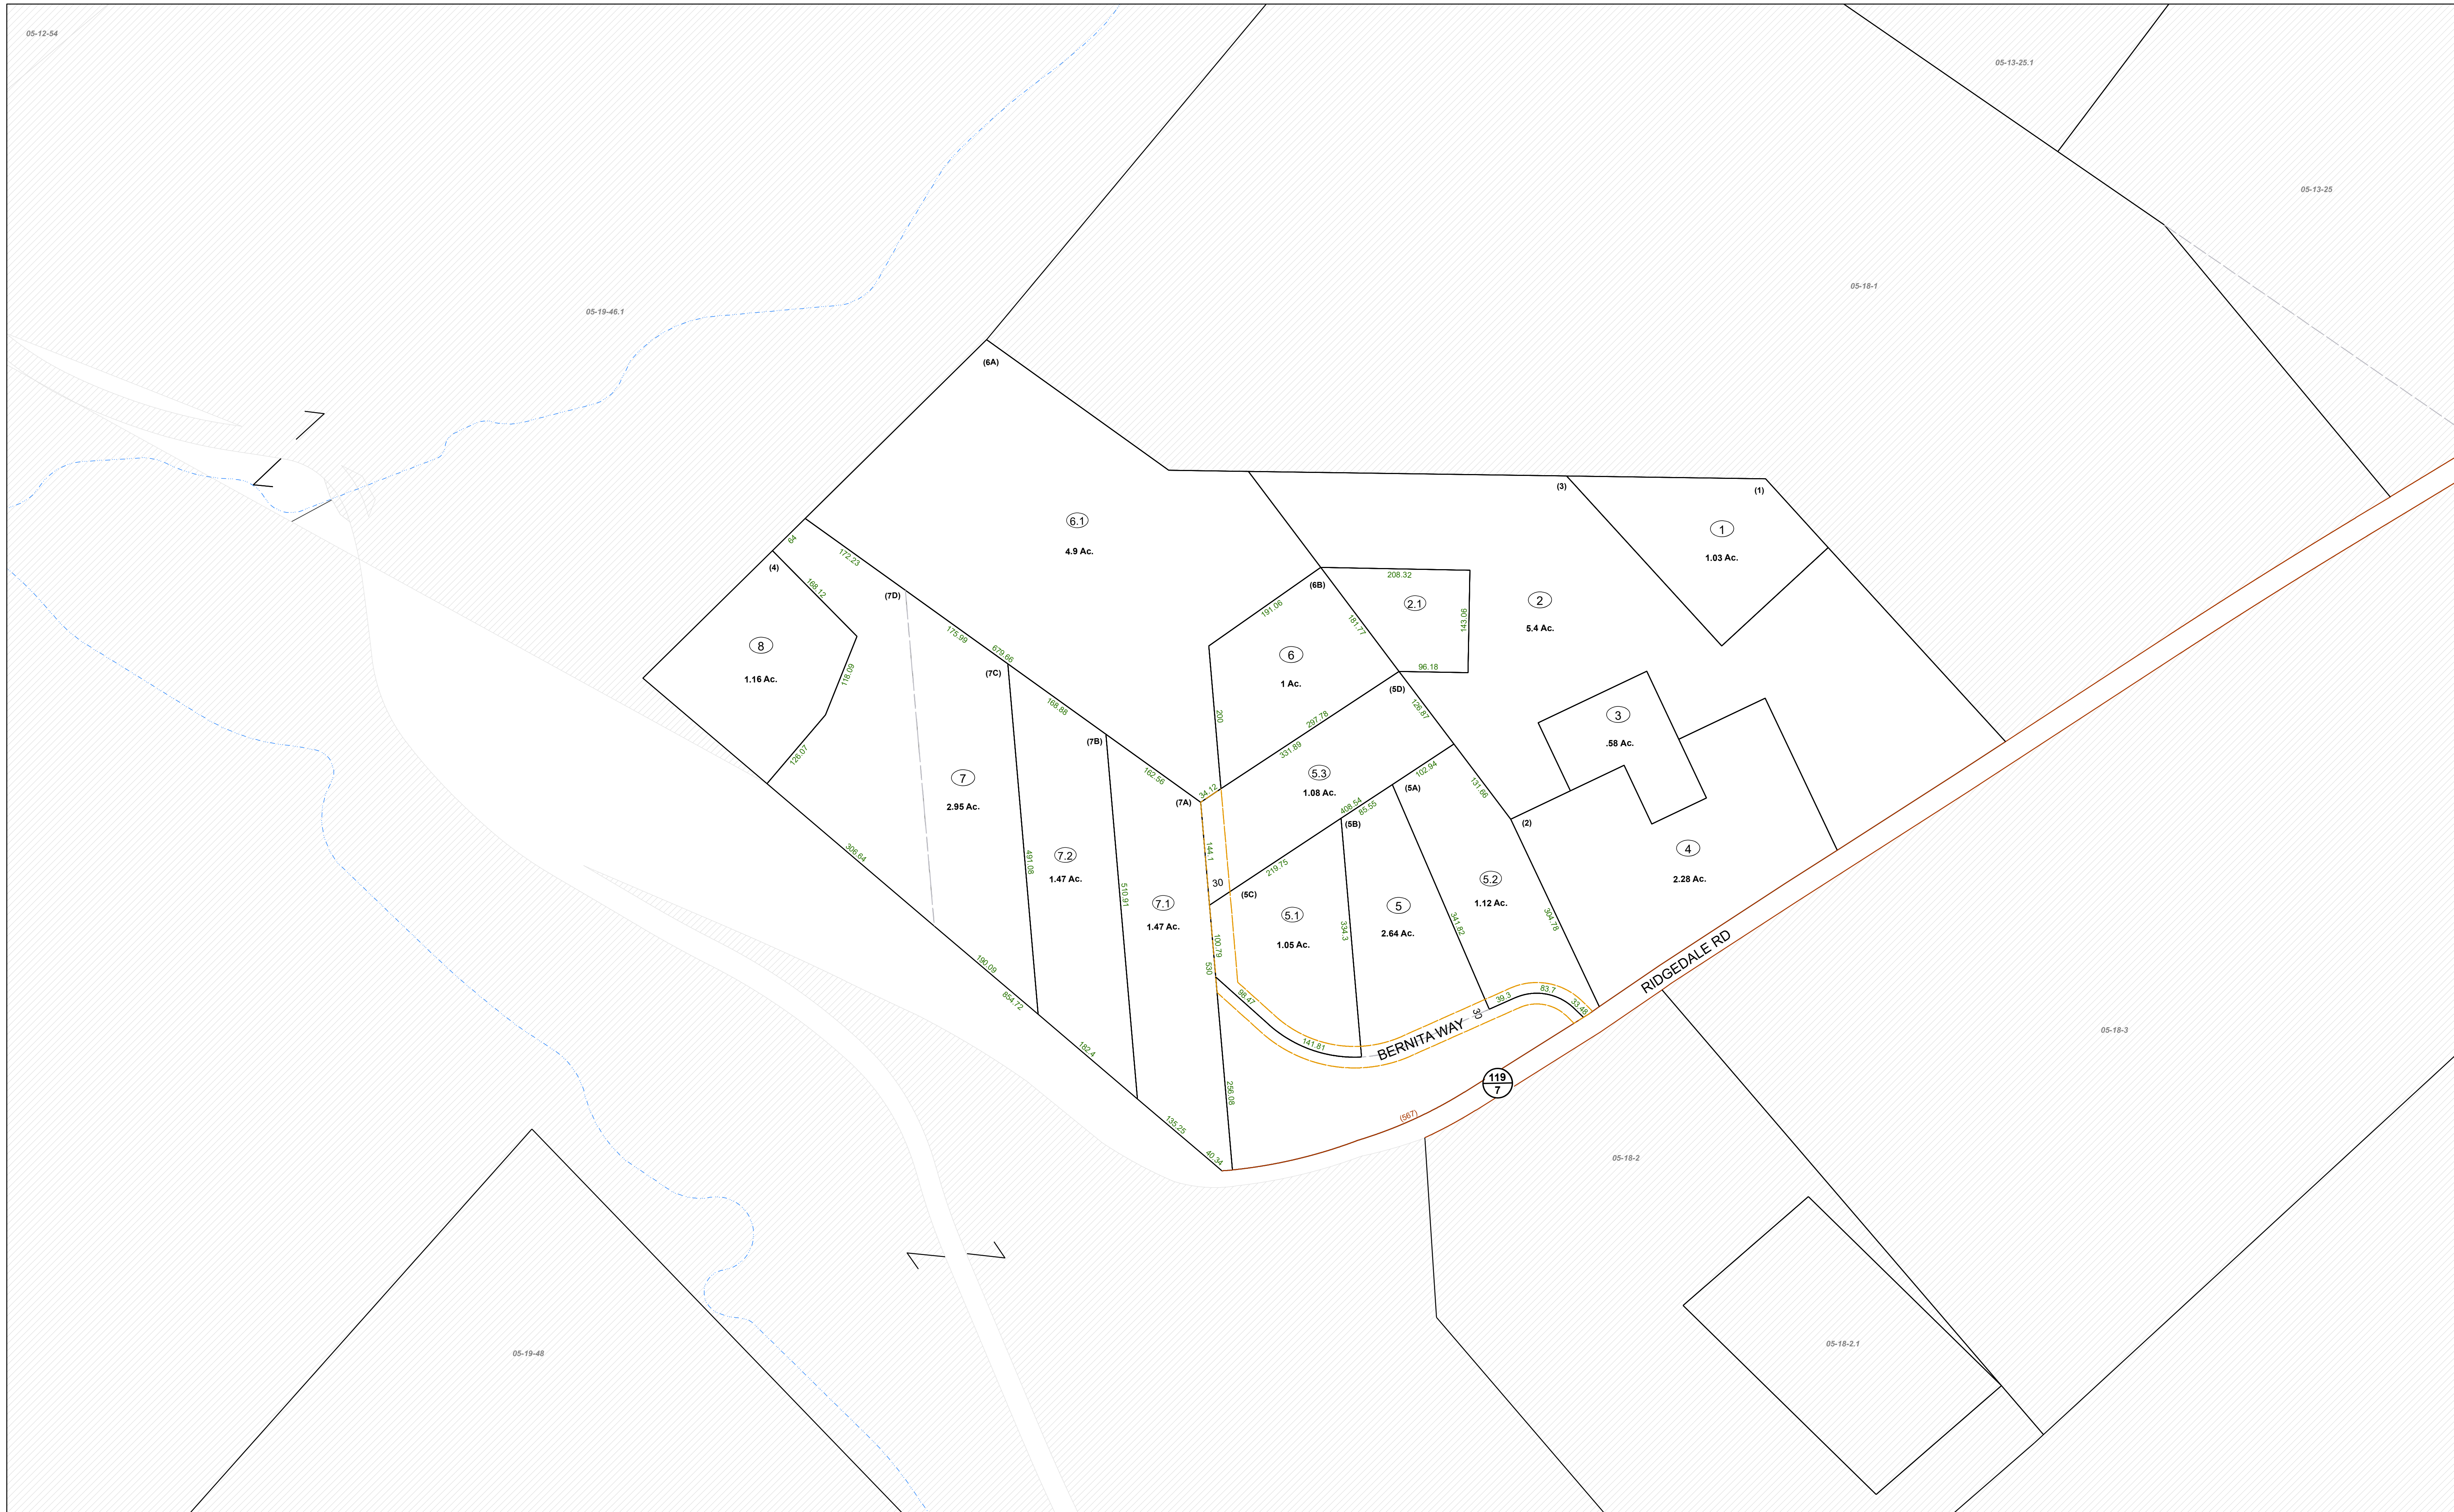 05-12-54
05-13-25.1
05-13-25
05-18-1
05-19-46.1
(6A)
(3)
(1)
6.1
4.9 Ac.
1
1.03 Ac.
64
172.23
(4)
168.12
(7D)
208.32
(6B)
191.06
2.1
2
5.4 Ac.
143.06
181.77
175.99
679.66
8
1.16 Ac.
118.09
6
1 Ac.
(7C)
96.18
(5D)
168.88
200
297.78
126.87
3
.58 Ac.
(7B)
331.89
126.07
7
2.95 Ac.
162.56
5.3
1.08 Ac.
102.94
(5A)
131.66
34.12
(7A)
408.54
85.55
(5B)
(2)
306.64
491.08
7.2
1.47 Ac.
144.1
219.75
4
2.28 Ac.
30
(5C)
5.2
1.12 Ac.
510.91
7.1
1.47 Ac.
5.1
1.05 Ac.
334.3
5
2.64 Ac.
341.82
304.78
100.79
530
190.09
654.72
98.47
39.3
83.7
33.48
30
RIDGEDALE RD
141.81
BERNITA WAY
182.4
256.08
119
7
(567)
135.25
40.34
05-18-3
05-18-2
05-19-48
05-18-2.1